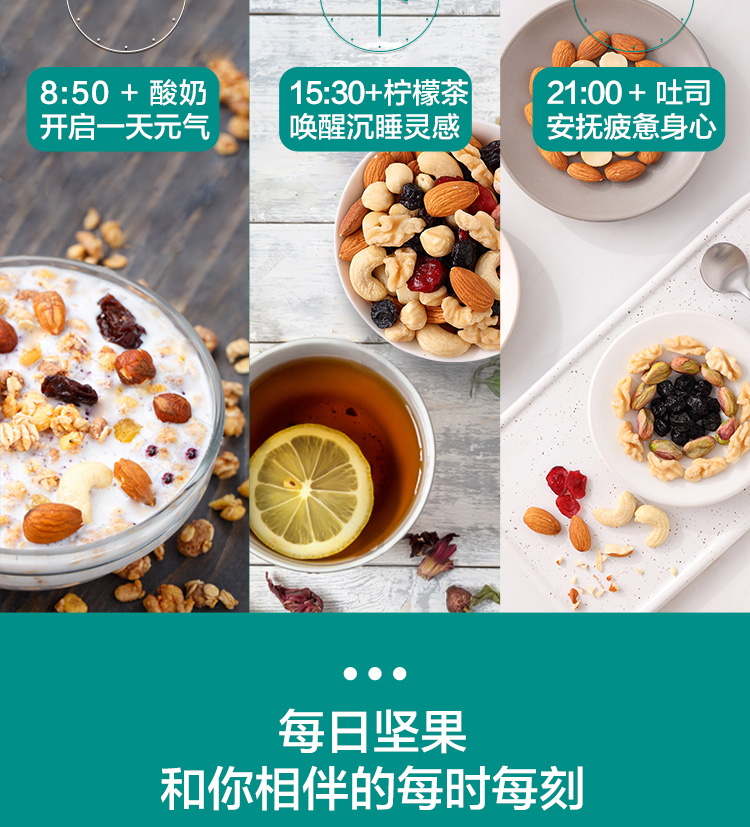 8:50 + 酸奶
开启一天元气
15:30+柠檬茶
唤醒沉睡灵感
21:00 + 吐司
安抚疲惫身心
每日坚果
和你相伴的每时每刻